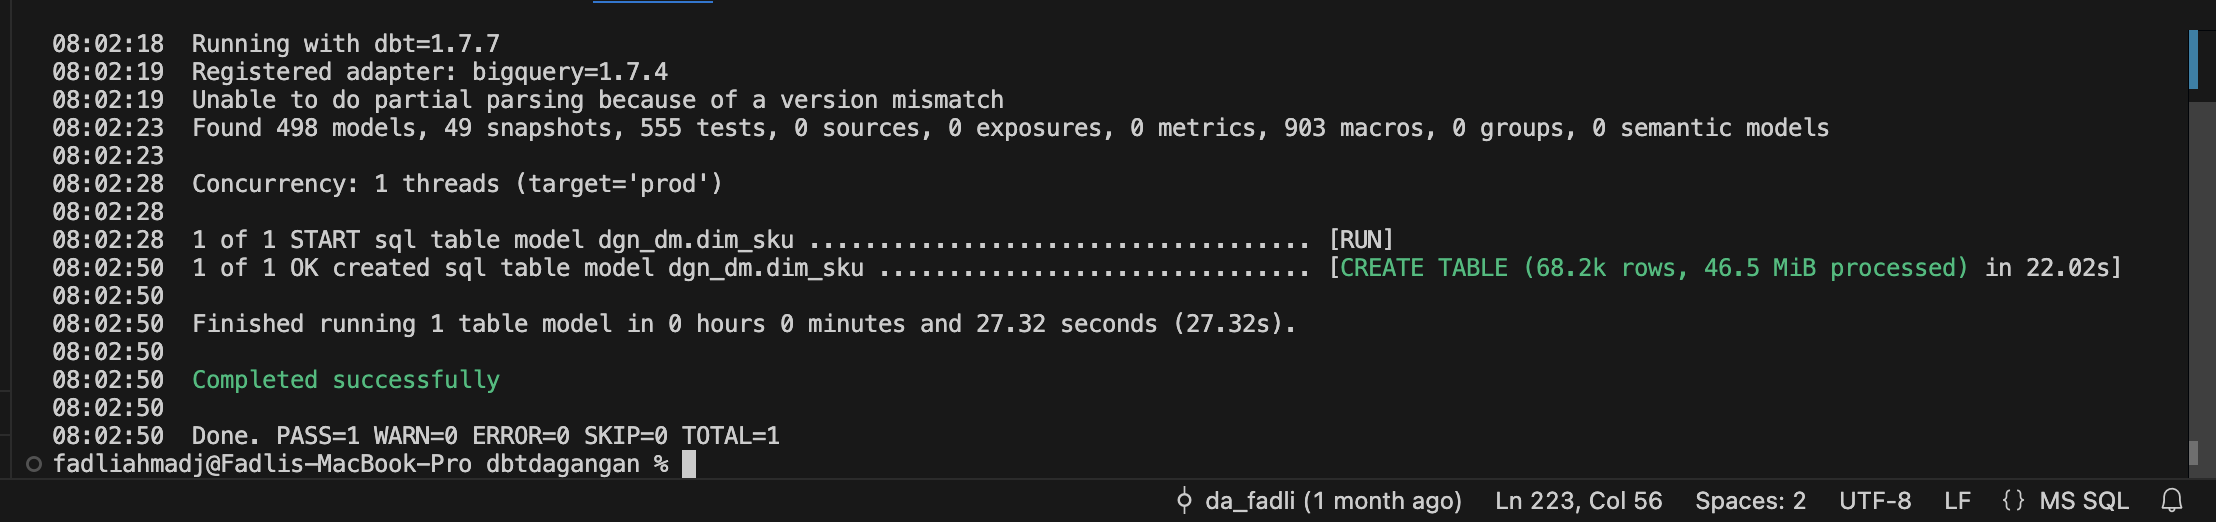 08:02:18  Running with dbt=1.7.7
08:02:19  Registered adapter: bigquery=1.7.4
08:02:19  Unable to do partial parsing because of a version mismatch
08:02:23  Found 498 models, 49 snapshots, 555 tests, 0 sources, 0 exposures, 0 metrics, 903 macros, 0 groups, 0 semantic models
08:02:23
08:02:28  Concurrency: 1 threads (target='prod')
08:02:28
08:02:28  1 of 1 START sql table model dgn_dm.dim_sku .................................... [RUN]
08:02:50  1 of 1 OK created sql table model dgn_dm.dim_sku ............................... [CREATE TABLE (68.2k rows, 46.5 MiB processed) in 22.02s]
08:02:50
08:02:50  Finished running 1 table model in 0 hours 0 minutes and 27.32 seconds (27.32s).
08:02:50
08:02:50  Completed successfully
08:02:50
08:02:50  Done. PASS=1 WARN=0 ERROR=0 SKIP=0 TOTAL=1
fadliahmadj@Fadlis-MacBook-Pro dbtdagangan %
da_fadli (1 month ago)  Ln 223, Col 56  Spaces: 2  UTF-8  LF  {} MS SQL